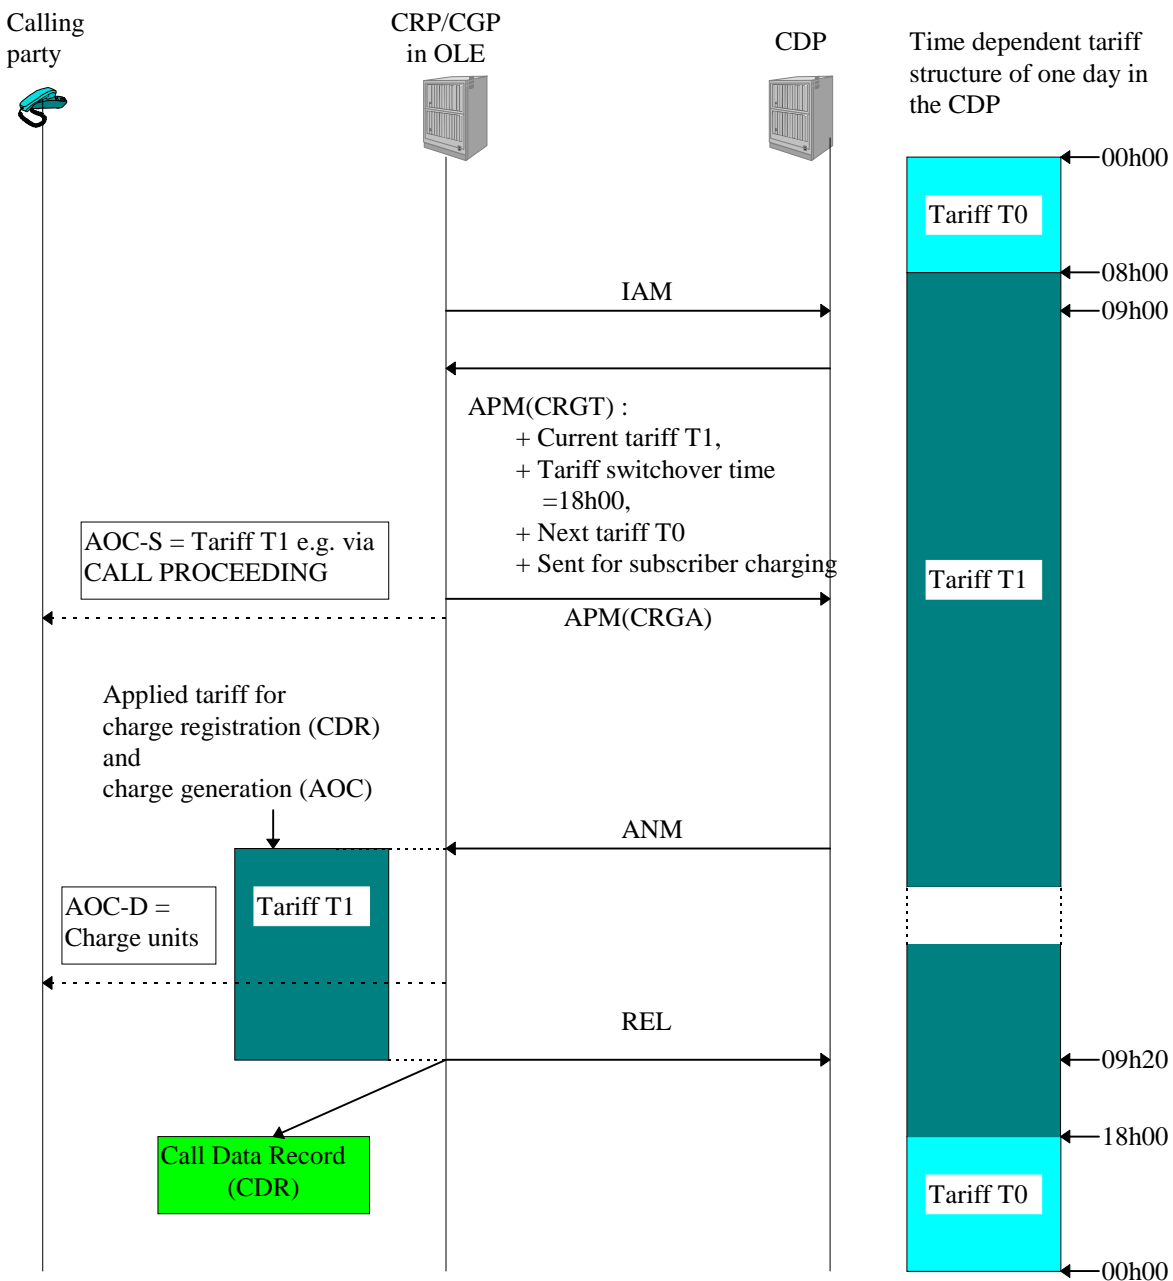 Calling
party
CRP/CGP
in OLE
CDP
Time dependent tariff
structure of one day in
the CDP
00h00
Tariff T0
08h00
IAM
09h00
APM(CRGT) :
+ Current tariff T1,
+ Tariff switchover time
=18h00,
+ Next tariff T0
+ Sent for subscriber charging
AOC-S = Tariff T1 e.g. via
CALL PROCEEDING
Tariff T1
APM(CRGA)
Applied tariff for
charge registration (CDR)
and
charge generation (AOC)
ANM
Tariff T1
AOC-D =
Charge units
REL
09h20
18h00
Call Data Record
(CDR)
Tariff T0
00h00